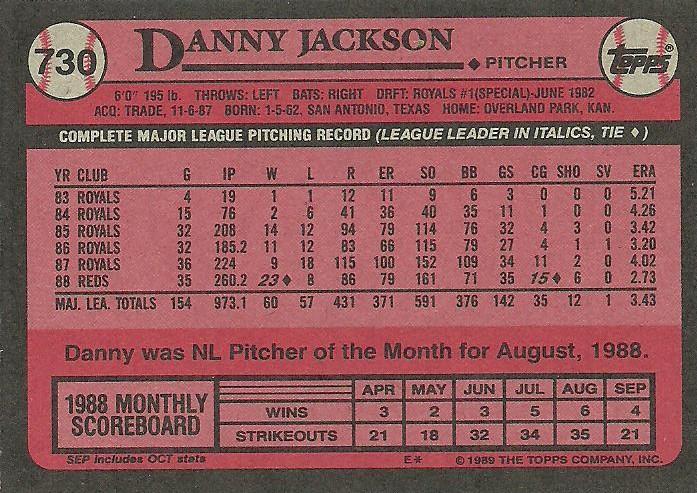 730
DANNY JACKSON
◆ PITCHER
TOPPS®
6'0" 195 lb. THROWS: LEFT BATS: RIGHT DRFT: ROYALS #1(SPECIAL)-JUNE 1982
ACQ: TRADE, 11-6-87 BORN: 1-5-62, SAN ANTONIO, TEXAS HOME: OVERLAND PARK, KAN.
COMPLETE MAJOR LEAGUE PITCHING RECORD (LEAGUE LEADER IN ITALICS, TIE ◆)
YR CLUB G IP W L R ER SO BB GS CG SHO SV ERA
83 ROYALS 4 19 1 1 12 11 9 6 3 0 0 0 5.21
84 ROYALS 15 76 2 6 41 36 40 35 11 1 0 0 4.26
85 ROYALS 32 208 14 12 94 79 114 76 32 4 3 0 3.42
86 ROYALS 32 185.2 11 12 83 66 115 79 27 4 1 1 3.20
87 ROYALS 36 224 9 18 115 100 152 109 34 11 2 0 4.02
88 REDS 35 260.2 23◆ 8 86 79 161 71 35 15◆ 6 0 2.73
MAJ. LEA. TOTALS 154 973.1 60 57 431 371 591 376 142 35 12 1 3.43
Danny was NL Pitcher of the Month for August, 1988.
1988 MONTHLY SCOREBOARD
APR MAY JUN JUL AUG SEP
WINS 3 2 3 5 6 4
STRIKEOUTS 21 18 32 34 35 21
SEP includes OCT stats
E* © 1989 THE TOPPS COMPANY, INC.